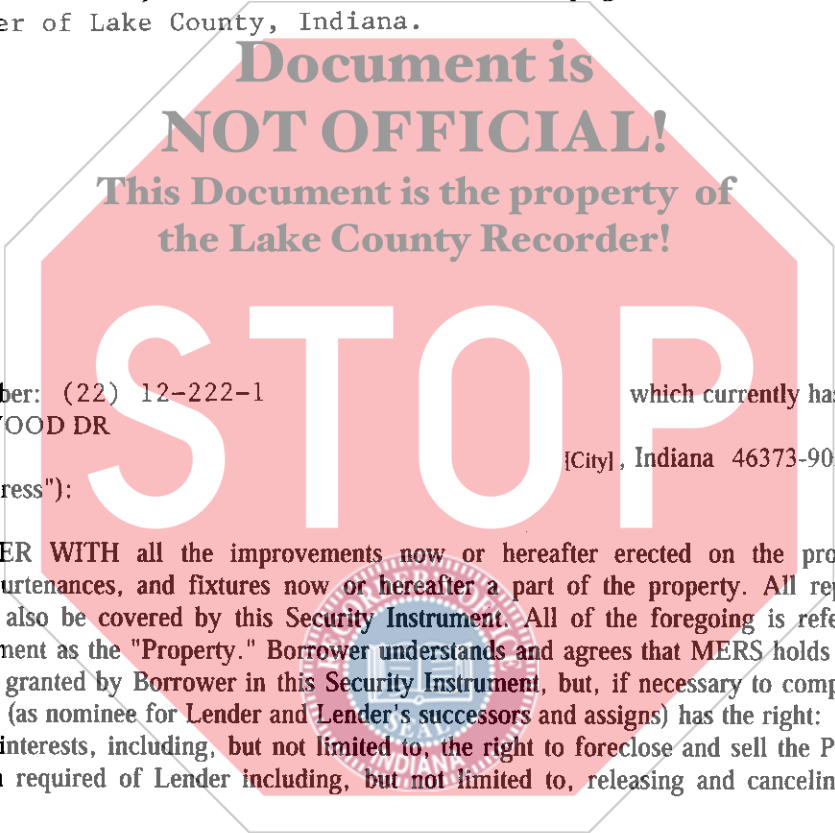 er of Lake County, Indiana.
Document is
NOT OFFICIAL!
This Document is the property of
the Lake County Recorder!
STOP
ber: (22) 12-222-1 which currently has
OOD DR
[City] , Indiana 46373-90
ress"):
ER WITH all the improvements now or hereafter erected on the pro
urtenances, and fixtures now or hereafter a part of the property. All rep
also be covered by this Security Instrument. All of the foregoing is refe
ment as the "Property." Borrower understands and agrees that MERS holds
granted by Borrower in this Security Instrument, but, if necessary to comp
(as nominee for Lender and Lender's successors and assigns) has the right:
interests, including, but not limited to, the right to foreclose and sell the P
required of Lender including, but not limited to, releasing and cancelin
RECORDERS OFFICE
SEAL
INDIANA